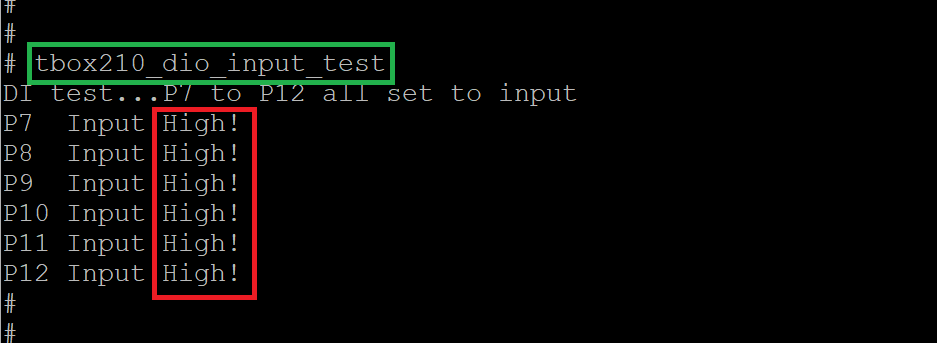 #
#
# tbox210_dio_input_test
DI test...P7 to P12 all set to input
P7  Input High!
P8  Input High!
P9  Input High!
P10 Input High!
P11 Input High!
P12 Input High!
#
#